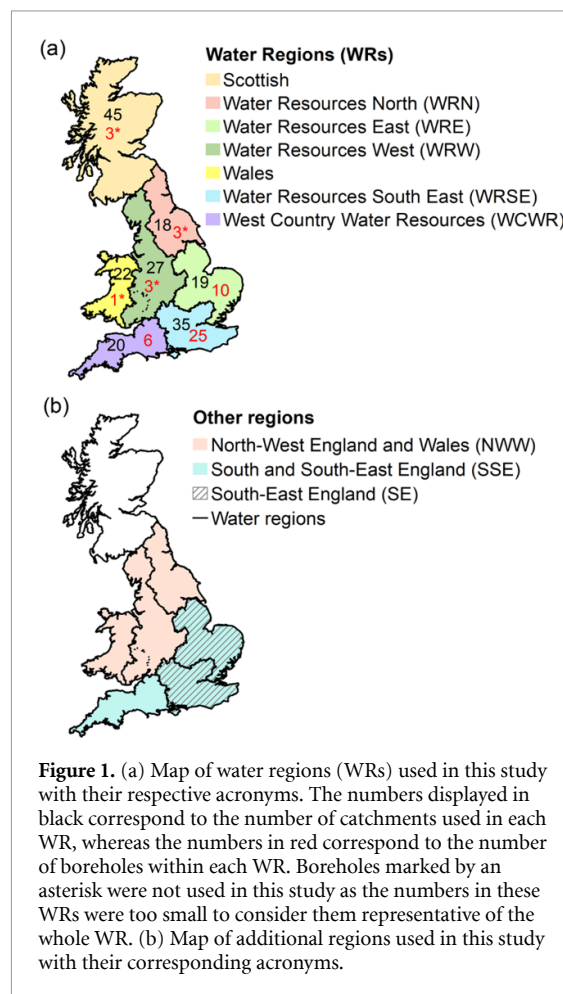 (a)
Water Regions (WRs)
Scottish
Water Resources North (WRN)
Water Resources East (WRE)
Water Resources West (WRW)
Wales
Water Resources South East (WRSE)
West Country Water Resources (WCWR)
45
3*
18
3*
27
3*
22
1*
19
10
35
25
20
6
(b)
Other regions
North-West England and Wales (NWW)
South and South-East England (SSE)
South-East England (SE)
Water regions
Figure 1. (a) Map of water regions (WRs) used in this study
with their respective acronyms. The numbers displayed in
black correspond to the number of catchments used in each
WR, whereas the numbers in red correspond to the number
of boreholes within each WR. Boreholes marked by an
asterisk were not used in this study as the numbers in these
WRs were too small to consider them representative of the
whole WR. (b) Map of additional regions used in this study
with their corresponding acronyms.